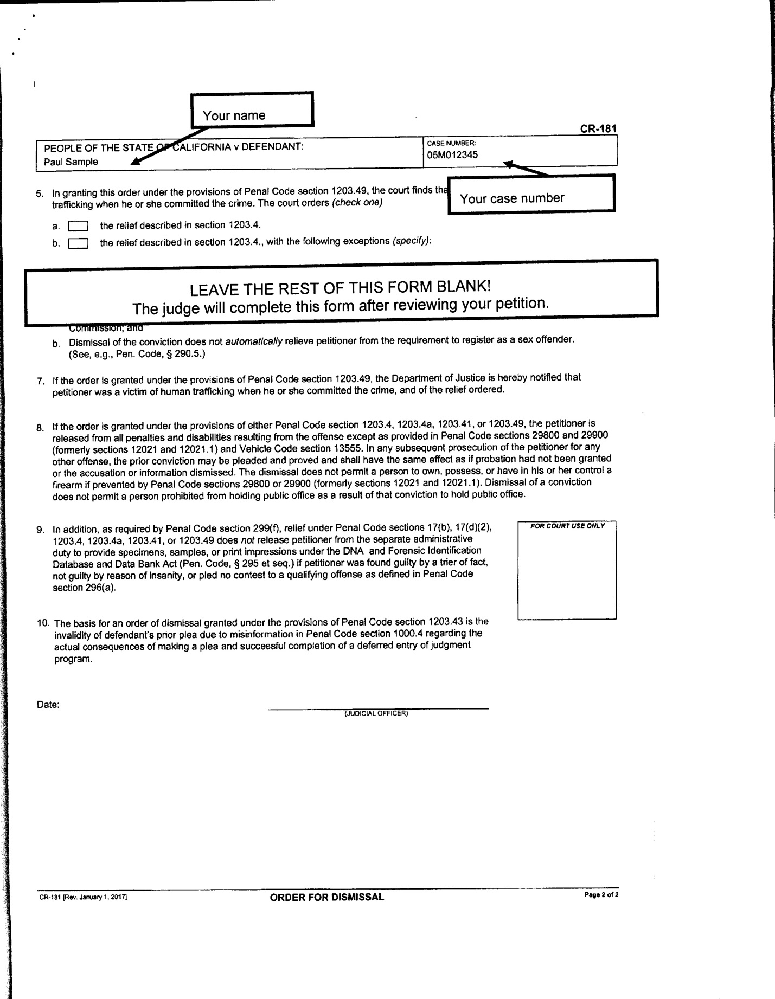 Your name
CR-181
PEOPLE OF THE STATE OF CALIFORNIA v DEFENDANT:
Paul Sample
CASE NUMBER:
05M012345
Your case number
5. In granting this order under the provisions of Penal Code section 1203.49, the court finds tha
trafficking when he or she committed the crime. The court orders (check one)
a. the relief described in section 1203.4.
b. the relief described in section 1203.4., with the following exceptions (specify):
LEAVE THE REST OF THIS FORM BLANK!
The judge will complete this form after reviewing your petition.
Commission; and
b. Dismissal of the conviction does not automatically relieve petitioner from the requirement to register as a sex offender.
(See, e.g., Pen. Code, § 290.5.)
7. If the order is granted under the provisions of Penal Code section 1203.49, the Department of Justice is hereby notified that
petitioner was a victim of human trafficking when he or she committed the crime, and of the relief ordered.
8. If the order is granted under the provisions of either Penal Code section 1203.4, 1203.4a, 1203.41, or 1203.49, the petitioner is
released from all penalties and disabilities resulting from the offense except as provided in Penal Code sections 29800 and 29900
(formerly sections 12021 and 12021.1) and Vehicle Code section 13555. In any subsequent prosecution of the petitioner for any
other offense, the prior conviction may be pleaded and proved and shall have the same effect as if probation had not been granted
or the accusation or information dismissed. The dismissal does not permit a person to own, possess, or have in his or her control a
firearm if prevented by Penal Code sections 29800 or 29900 (formerly sections 12021 and 12021.1). Dismissal of a conviction
does not permit a person prohibited from holding public office as a result of that conviction to hold public office.
9. In addition, as required by Penal Code section 299(f), relief under Penal Code sections 17(b), 17(d)(2),
1203.4, 1203.4a, 1203.41, or 1203.49 does not release petitioner from the separate administrative
duty to provide specimens, samples, or print impressions under the DNA and Forensic Identification
Database and Data Bank Act (Pen. Code, § 295 et seq.) if petitioner was found guilty by a trier of fact,
not guilty by reason of insanity, or pled no contest to a qualifying offense as defined in Penal Code
section 296(a).
FOR COURT USE ONLY
10. The basis for an order of dismissal granted under the provisions of Penal Code section 1203.43 is the
invalidity of defendant's prior plea due to misinformation in Penal Code section 1000.4 regarding the
actual consequences of making a plea and successful completion of a deferred entry of judgment
program.
Date:
(JUDICIAL OFFICER)
CR-181 [Rev. January 1, 2017]
ORDER FOR DISMISSAL
Page 2 of 2